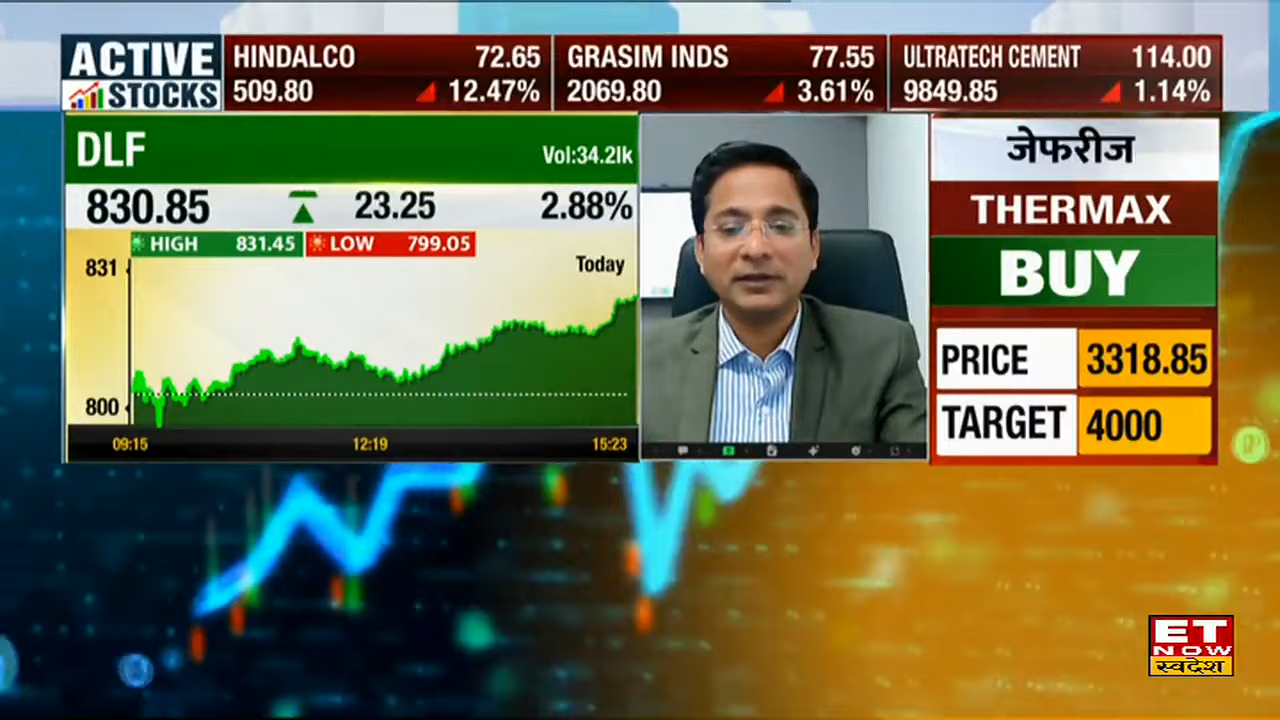 ACTIVE STOCKS
HINDALCO 72.65
509.80 12.47%
GRASIM INDS 77.55
2069.80 3.61%
ULTRATECH CEMENT 114.00
9849.85 1.14%
DLF Vol:34.2lk
830.85 23.25 2.88%
HIGH 831.45 LOW 799.05
831 Today
800
09:15 12:19 15:23
जेफरीज
THERMAX
BUY
PRICE 3318.85
TARGET 4000
ET
NOW
स्वदेश